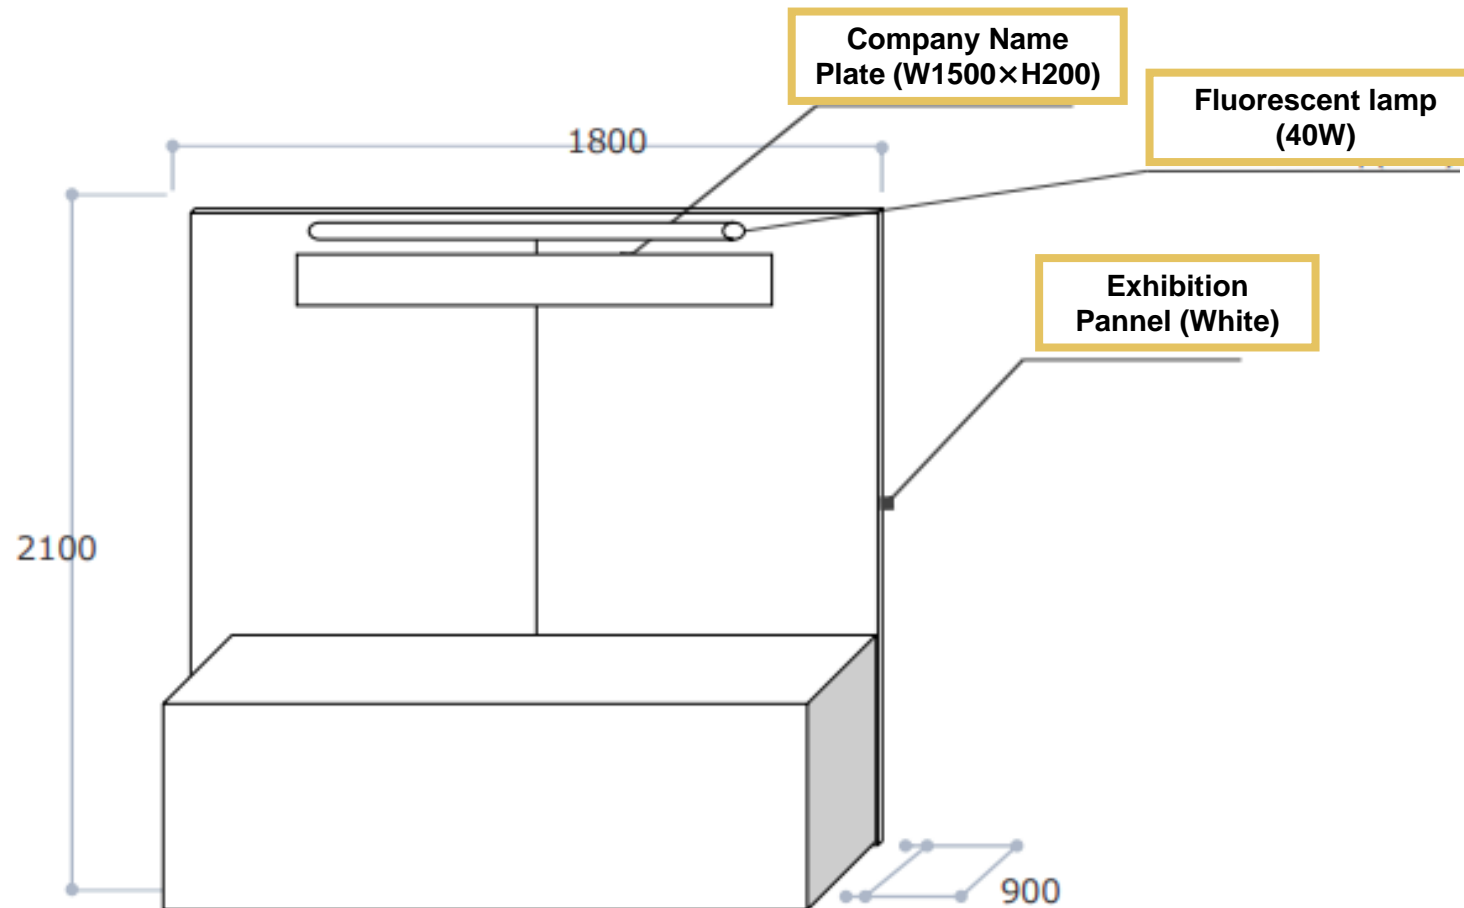 Company Name
Plate (W1500×H200)
Fluorescent lamp
(40W)
1800
Exhibition
Pannel (White)
2100
900